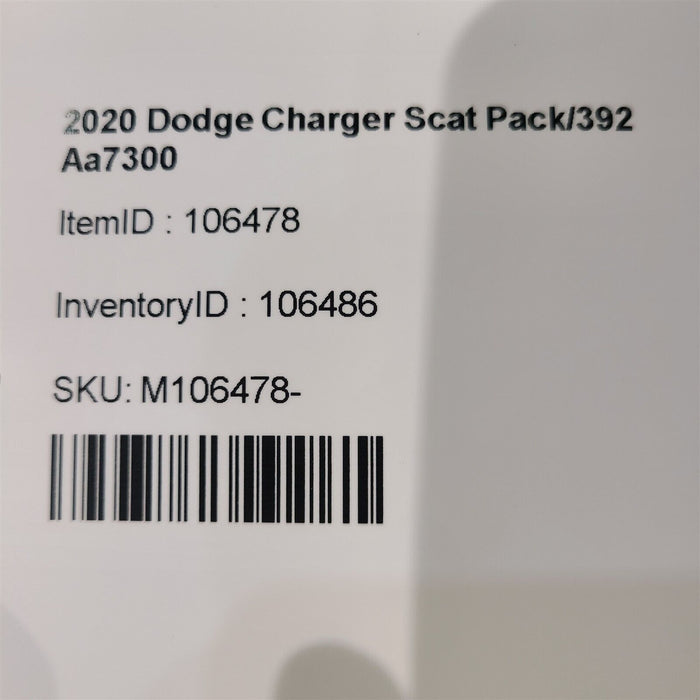 2020 Dodge Charger Scat Pack/392
Aa7300
ItemID : 106478
InventoryID : 106486
SKU: M106478-